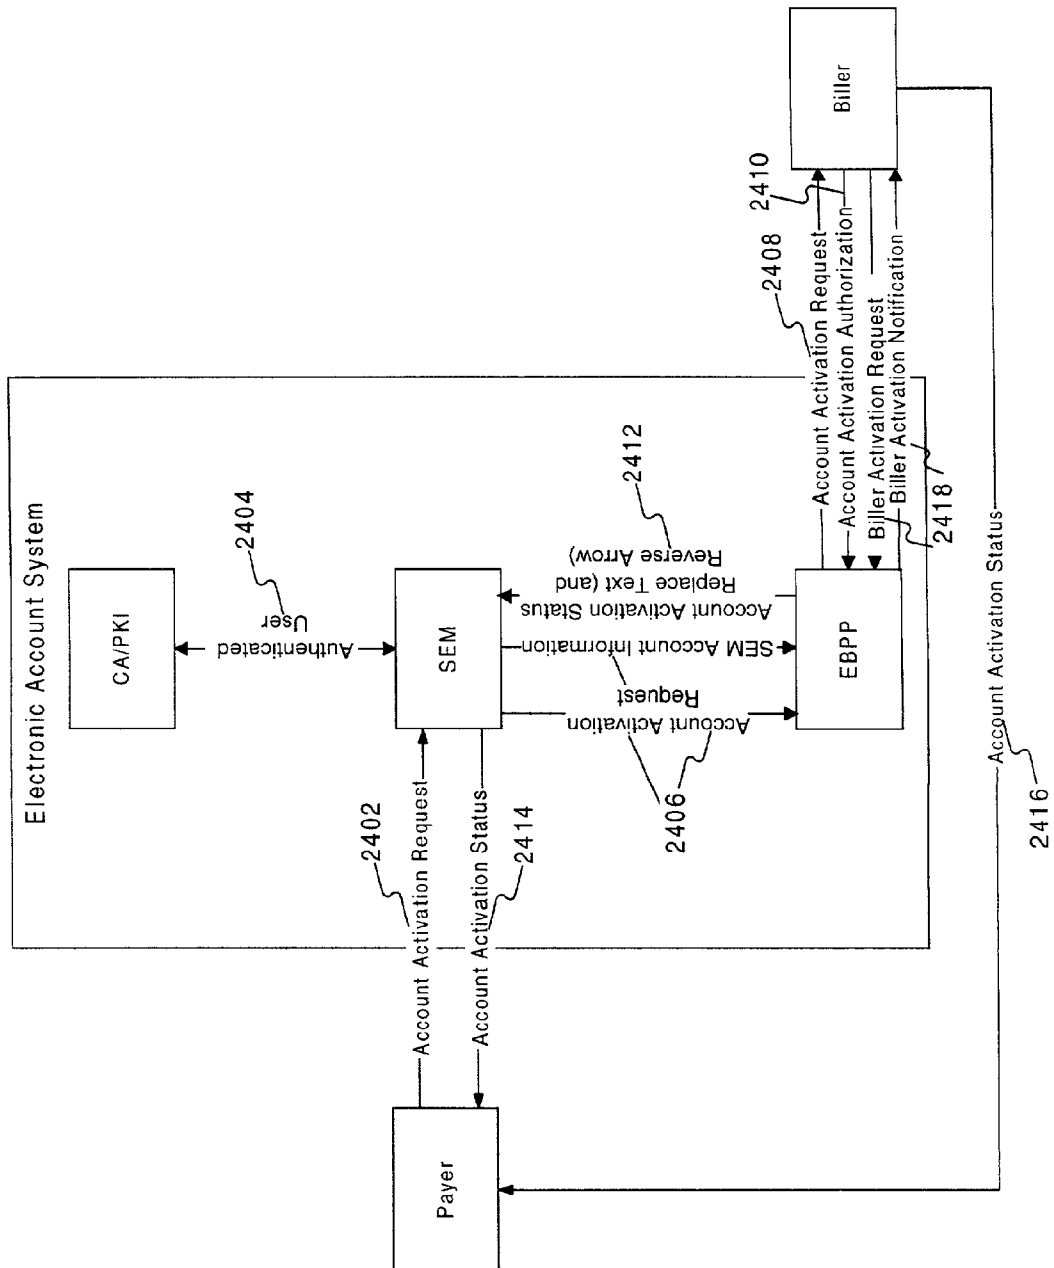 Electronic Account System
CA/PKI
2404
Authenticated
User
Payer
2402
Account Activation Request
Account Activation Status
2414
SEM
2406
Account Activation
Request
SEM Account Information
Account Activation Status
Replace Text (and
Reverse Arrow)
2412
EBPP
2408
Account Activation Request
2410
Account Activation Authorization
Biller Activation Request
Biller Activation Notification
2418
Biller
Account Activation Status
2416